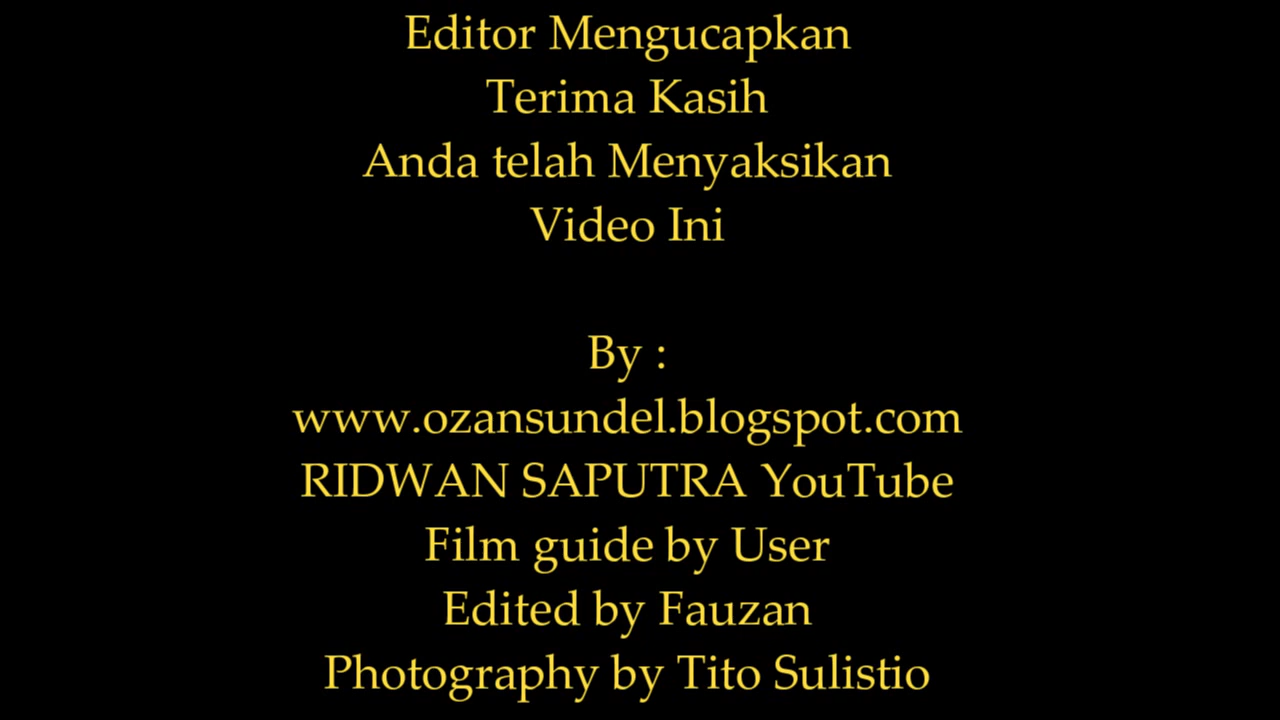 Editor Mengucapkan
Terima Kasih
Anda telah Menyaksikan
Video Ini
By :
www.ozansundel.blogspot.com
RIDWAN SAPUTRA YouTube
Film guide by User
Edited by Fauzan
Photography by Tito Sulistio